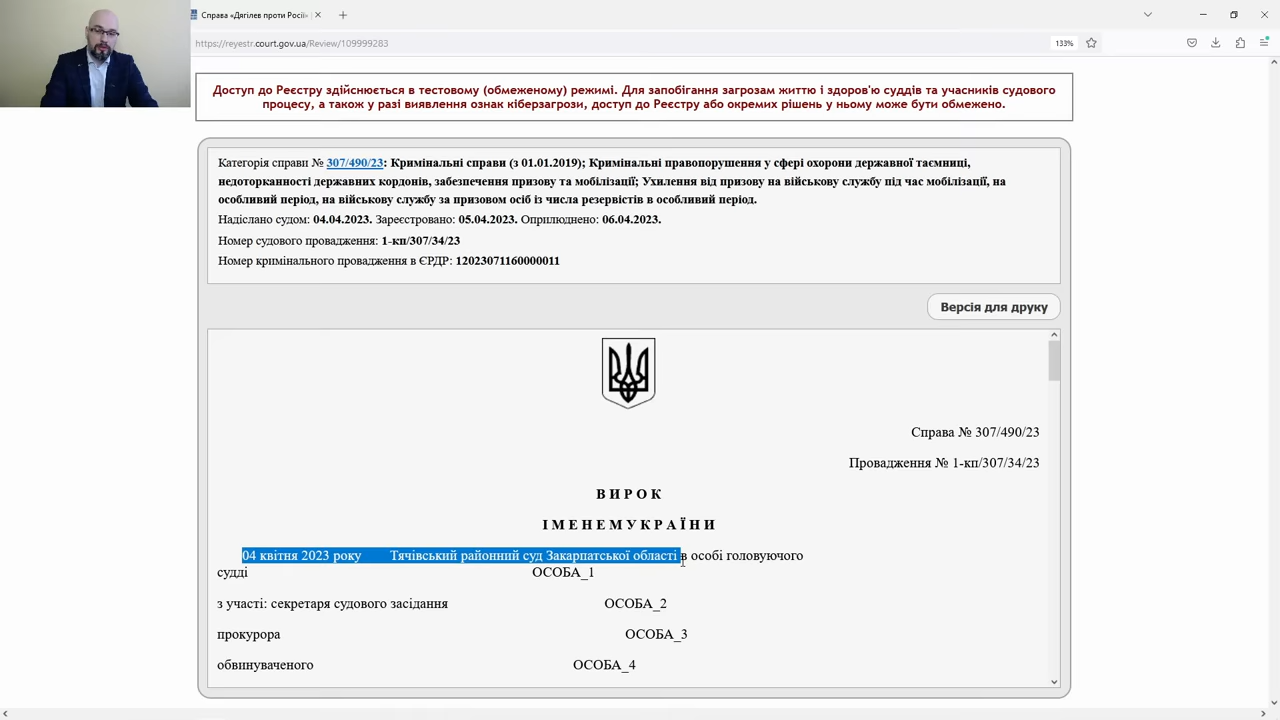 Справа «Дягілєв проти Росії»
https://reyestr.court.gov.ua/Review/109999283
133%
Доступ до Реєстру здійснюється в тестовому (обмеженому) режимі. Для запобігання загрозам життю і здоров'ю суддів та учасників судового
процесу, а також у разі виявлення ознак кіберзагрози, доступ до Реєстру або окремих рішень у ньому може бути обмежено.
Категорія справи № 307/490/23: Кримінальні справи (з 01.01.2019); Кримінальні правопорушення у сфері охорони державної таємниці,
недоторканності державних кордонів, забезпечення призову та мобілізації; Ухилення від призову на військову службу під час мобілізації, на
особливий період, на військову службу за призовом осіб із числа резервістів в особливий період.
Надіслано судом: 04.04.2023. Зареєстровано: 05.04.2023. Оприлюднено: 06.04.2023.
Номер судового провадження: 1-кп/307/34/23
Номер кримінального провадження в ЄРДР: 12023071160000011
Версія для друку
Справа № 307/490/23
Провадження № 1-кп/307/34/23
В И Р О К
І М Е Н Е М У К Р А Ї Н И
04 квітня 2023 року Тячівський районний суд Закарпатської області в особі головуючого
судді ОСОБА_1
з участі: секретаря судового засідання ОСОБА_2
прокурора ОСОБА_3
обвинуваченого ОСОБА_4